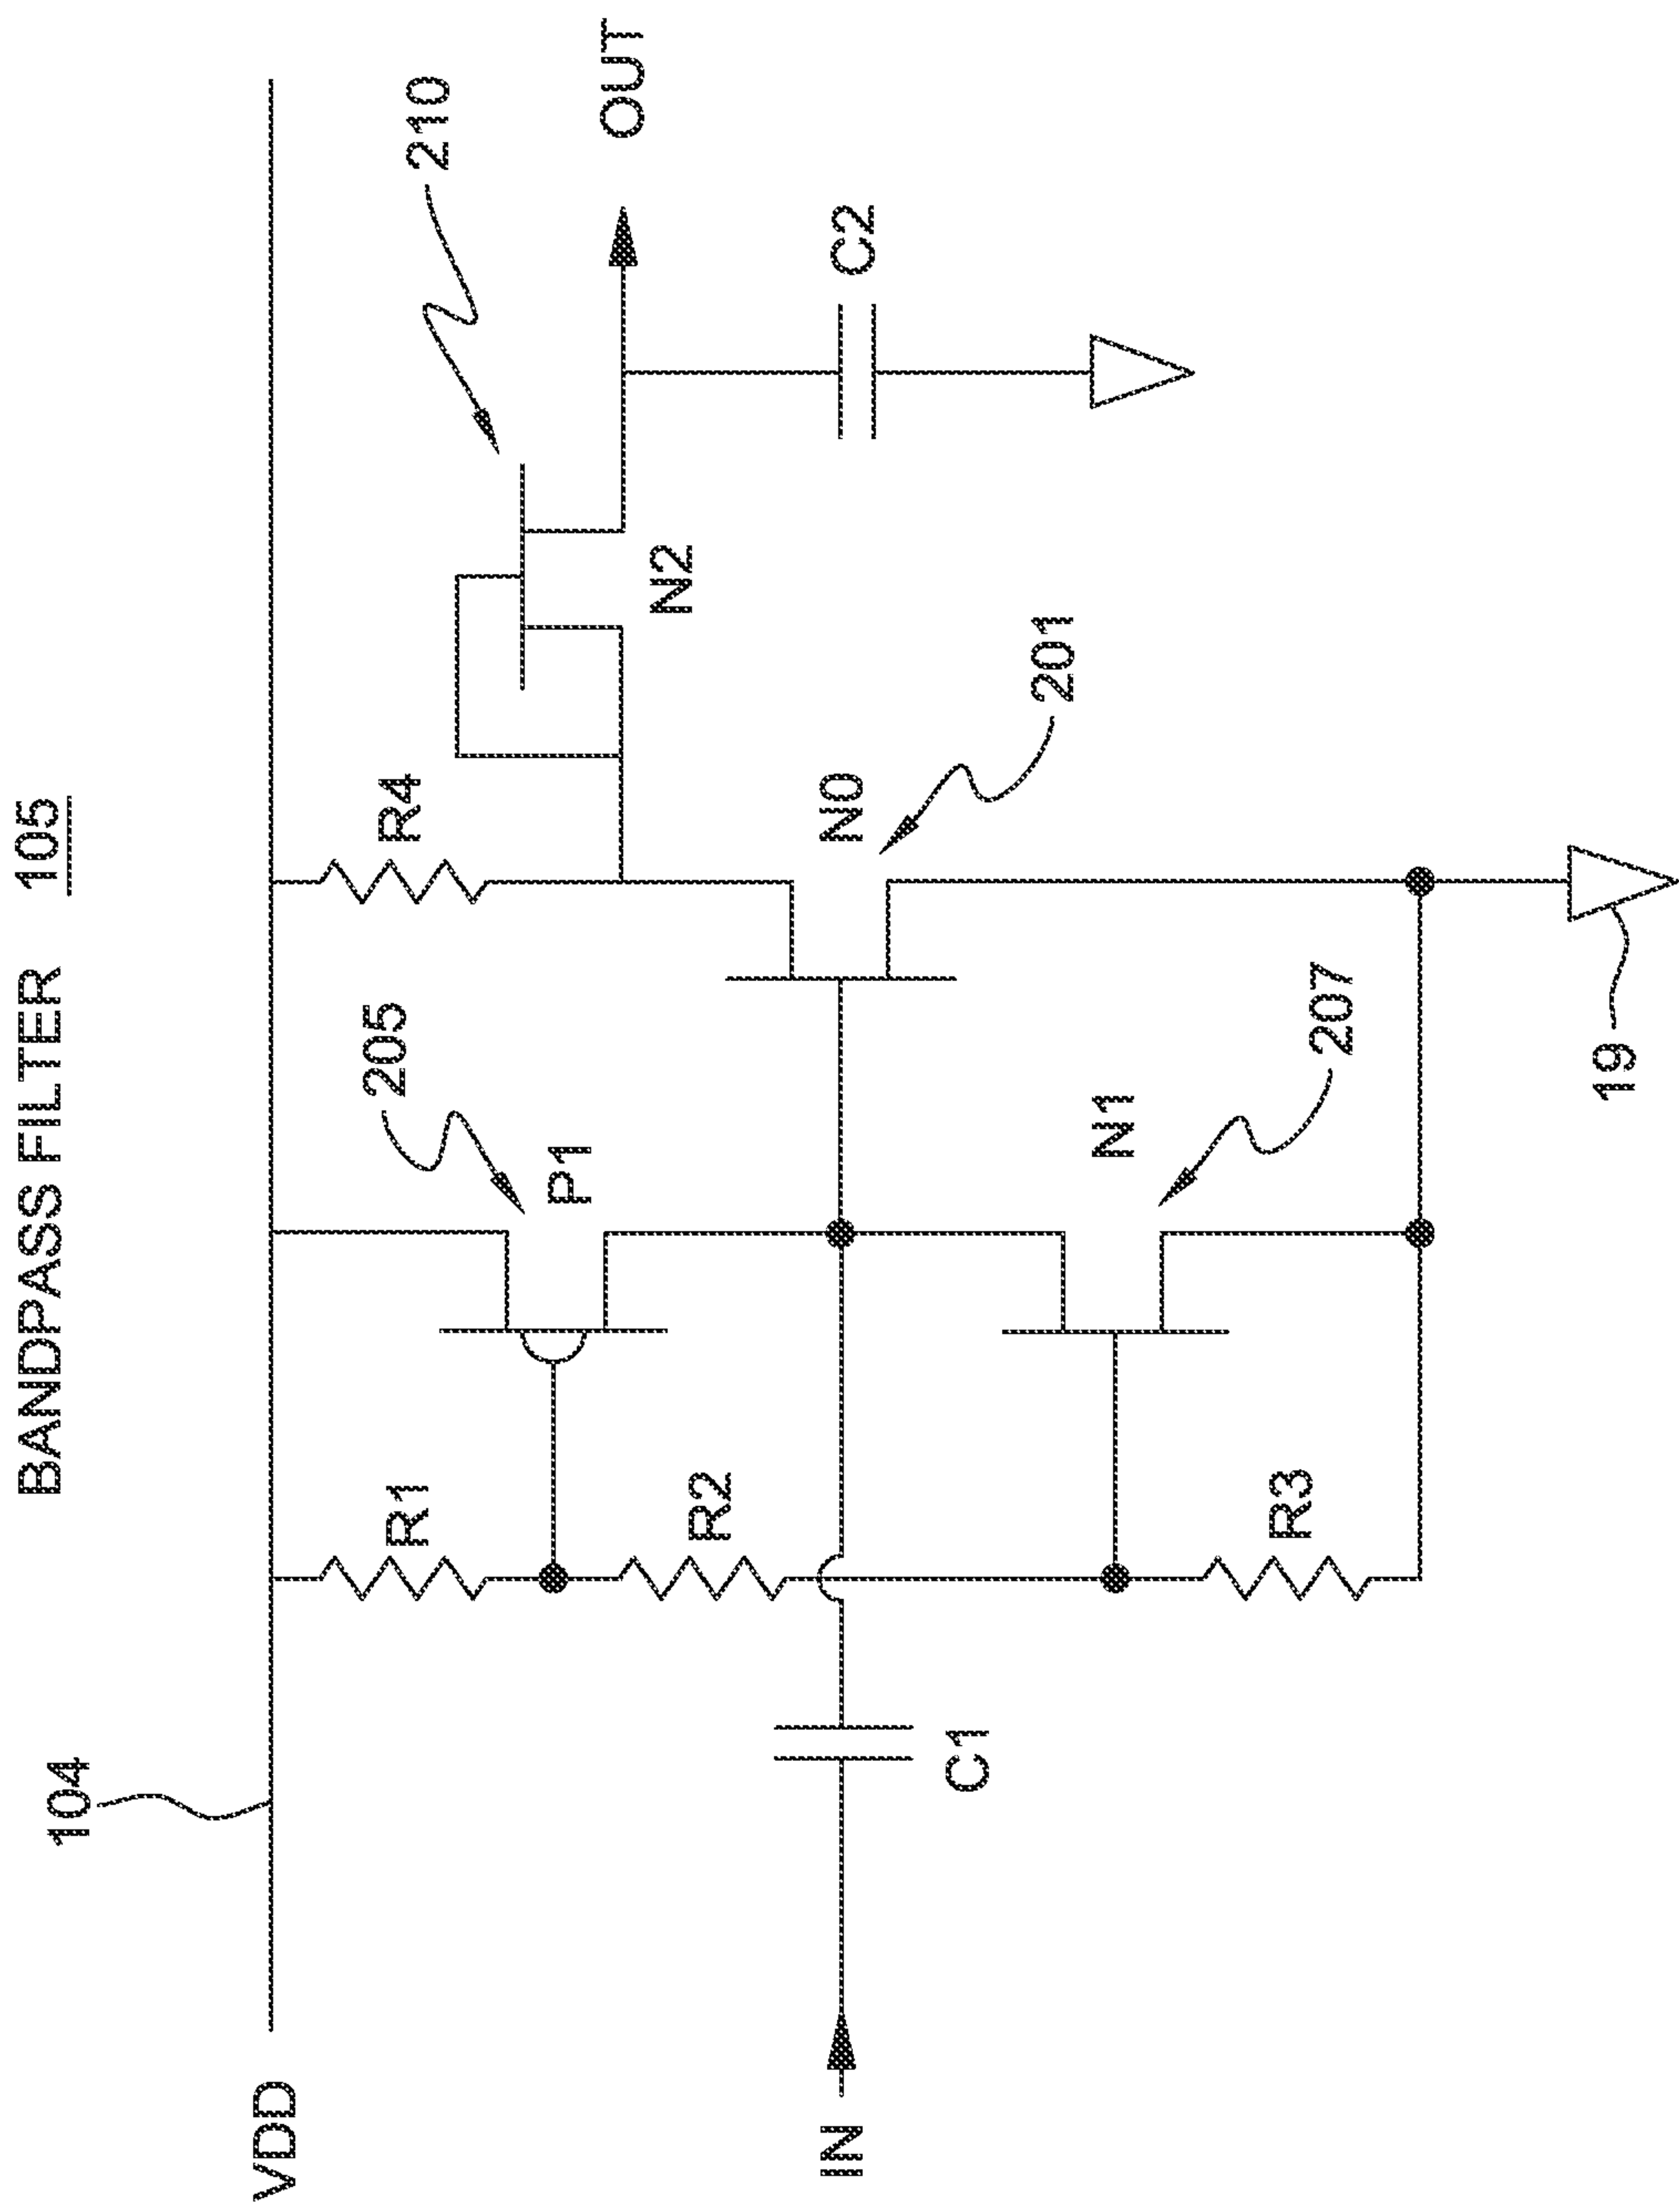 BANDPASS FILTER 105
104
VDD
R4
210
R1
205
P1
OUT
N2
R2
IN
C1
N0
C2
201
N1
R3
207
19